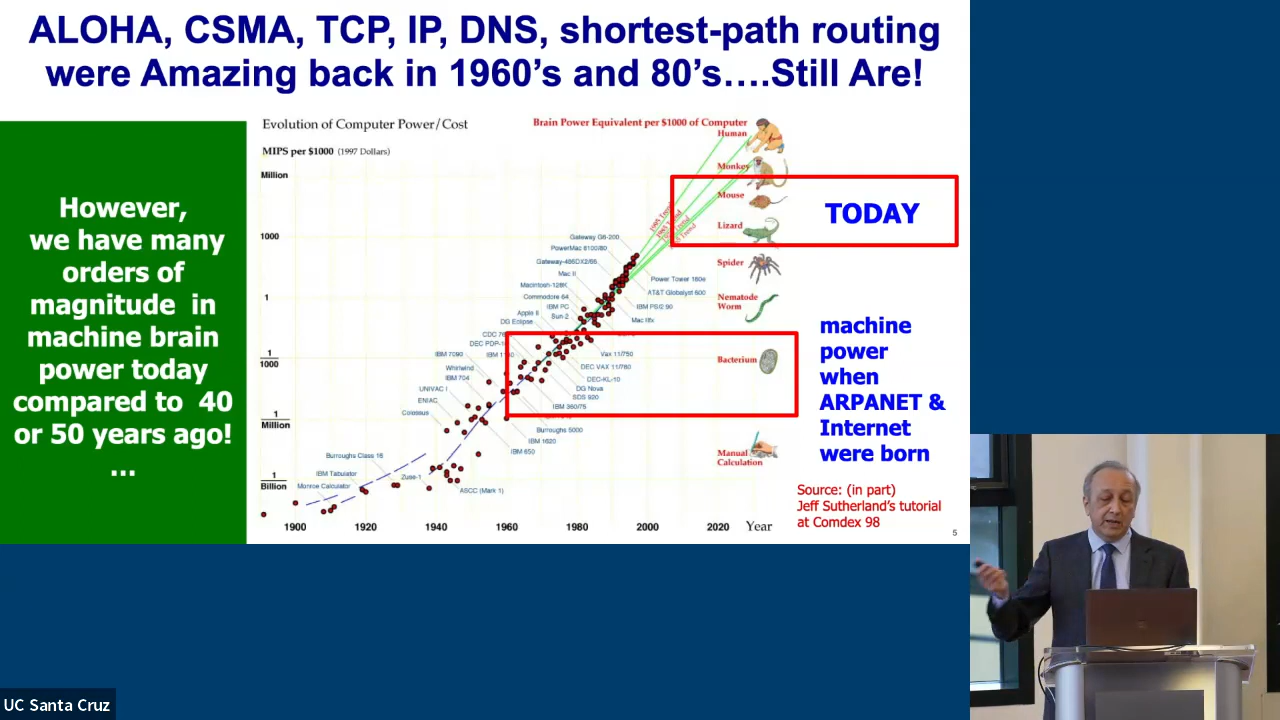 ALOHA, CSMA, TCP, IP, DNS, shortest-path routing
were Amazing back in 1960's and 80's....Still Are!
However,
we have many
orders of
magnitude in
machine brain
power today
compared to 40
or 50 years ago!
...
Evolution of Computer Power/Cost
MIPS per $1000 (1997 Dollars)
Million
1000
1
1
1000
1
Million
1
Billion
1900
1920
1940
1960
1980
2000
2020
Year
Brain Power Equivalent per $1000 of Computer
Human
Monkey
Mouse
Lizard
Spider
Nematode
Worm
Bacterium
Manual
Calculation
Gateway G6-200
PowerMac 8100/80
Gateway-486DX2/66
Mac II
Macintosh-128K
Commodore 64
IBM PC
Apple II
Sun-2
DG Eclipse
CDC
DEC PDP-10
IBM 7090
Whirlwind
IBM 704
UNIVAC I
ENIAC
Colossus
Burroughs Class 16
IBM Tabulator
Monroe Calculator
Zuse-1
ASCC (Mark 1)
Power Tower 180e
AT&T Globalyst 600
IBM PS/2 90
Mac IIfx
Vax 11/750
DEC VAX 11/780
DEC-KL-10
DG Nova
SDS 920
IBM 360/75
Burroughs 5000
IBM 1620
IBM 650
TODAY
machine
power
when
ARPANET &
Internet
were born
Source: (in part)
Jeff Sutherland's tutorial
at Comdex 98
5
UC Santa Cruz